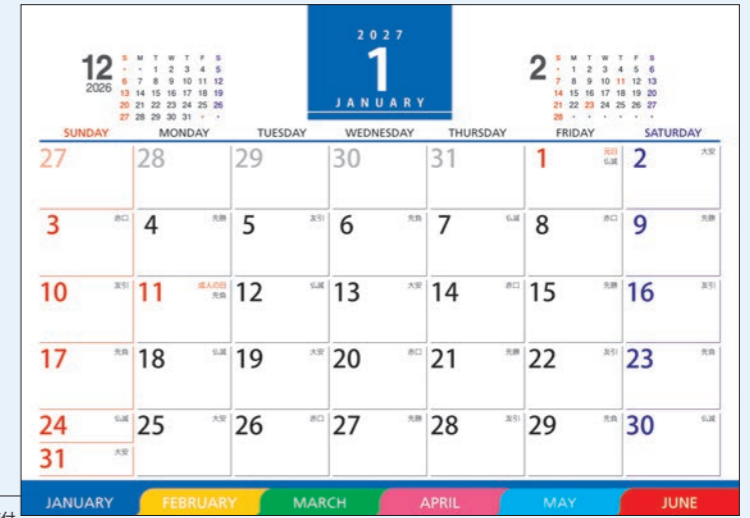 2027
1
JANUARY
12
2026
S M T W T F S
・ ・ 1 2 3 4 5
6 7 8 9 10 11 12
13 14 15 16 17 18 19
20 21 22 23 24 25 26
27 28 29 30 31 ・ ・
2
S M T W T F S
・ 1 2 3 4 5 6
7 8 9 10 11 12 13
14 15 16 17 18 19 20
21 22 23 24 25 26 27
28 ・ ・ ・ ・ ・ ・
SUNDAY MONDAY TUESDAY WEDNESDAY THURSDAY FRIDAY SATURDAY
27 28 29 30 31 1 元日 仏滅 2 大安
3 赤口 4 先勝 5 友引 6 先負 7 仏滅 8 赤口 9 先勝
10 友引 11 成人の日 先負 12 仏滅 13 大安 14 赤口 15 先勝 16 友引
17 先負 18 仏滅 19 大安 20 赤口 21 先勝 22 友引 23 先負
24 仏滅 25 大安 26 赤口 27 先勝 28 友引 29 先負 30 仏滅
31 大安
JANUARY FEBRUARY MARCH APRIL MAY JUNE